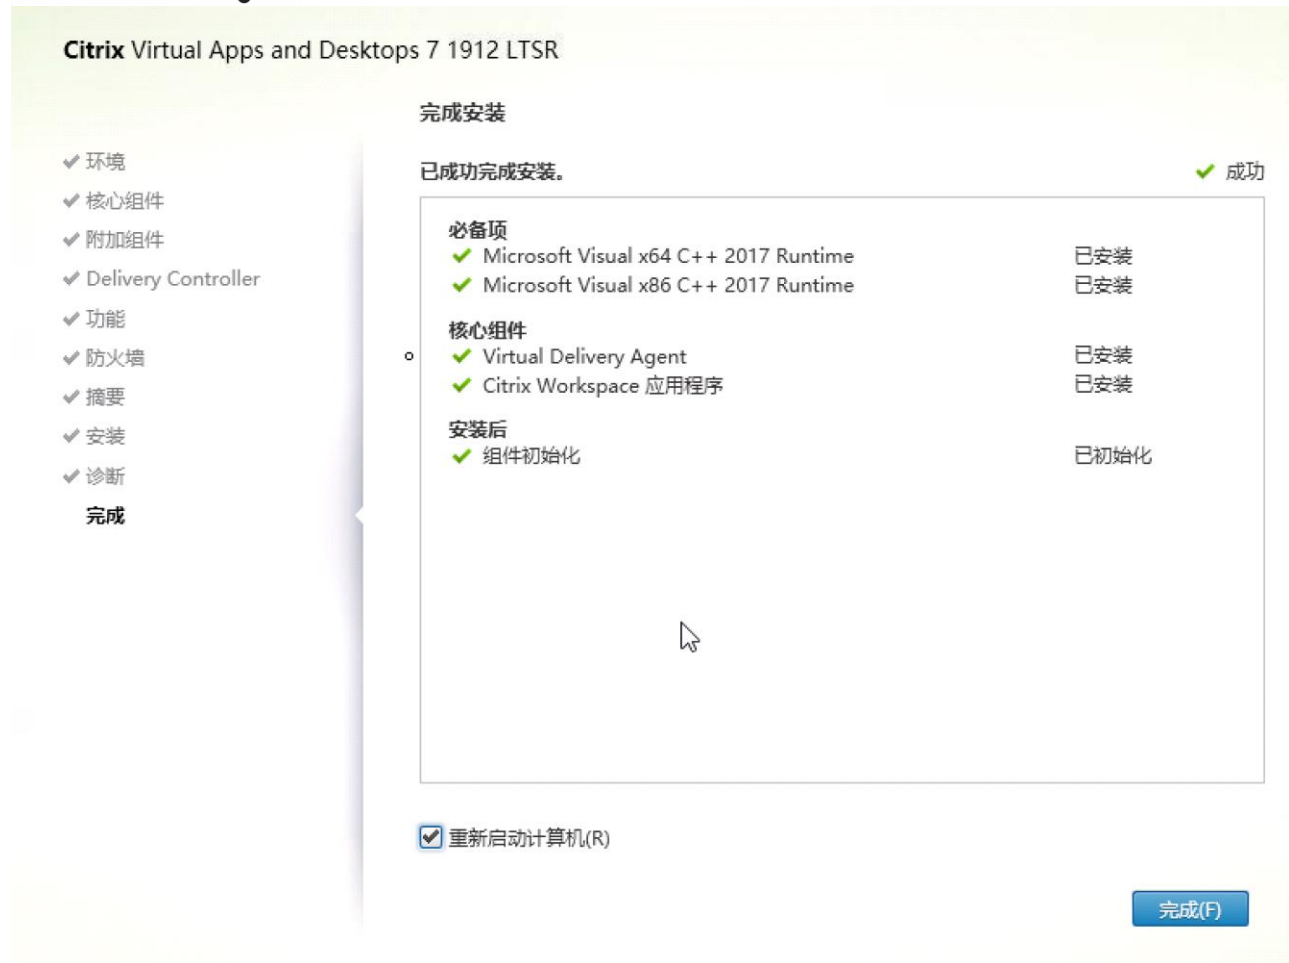 Citrix Virtual Apps and Desktops 7 1912 LTSR
完成安装
环境
核心组件
附加组件
Delivery Controller
功能
防火墙
摘要
安装
诊断
完成
已成功完成安装。
成功
必备项
Microsoft Visual x64 C++ 2017 Runtime 已安装
Microsoft Visual x86 C++ 2017 Runtime 已安装
核心组件
Virtual Delivery Agent 已安装
Citrix Workspace 应用程序 已安装
安装后
组件初始化 已初始化
重新启动计算机(R)
完成(F)